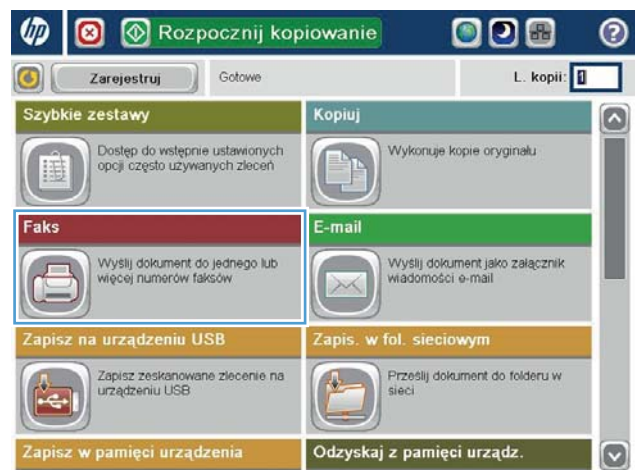 hp
Rozpocznij kopiowanie
?
Zarejestruj
Gotowe
L. kopii: 1
Szybkie zestawy
Dostęp do wstępnie ustawionych
opcji często używanych zleceń
Kopiuj
Wykonuje kopie oryginału
Faks
Wyślij dokument do jednego lub
więcej numerów faksów
E-mail
Wyślij dokument jako załącznik
wiadomości e-mail
Zapisz na urządzeniu USB
Zapisz zeskanowane zlecenie na
urządzeniu USB
Zapis. w fol. sieciowym
Prześlij dokument do folderu w
sieci
Zapisz w pamięci urządzenia
Odzyskaj z pamięci urządz.